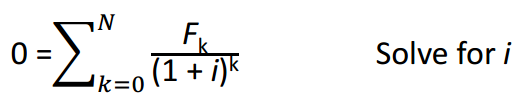 0 = ∑_{k=0}^{N} F_k / (1 + i)^k Solve for i